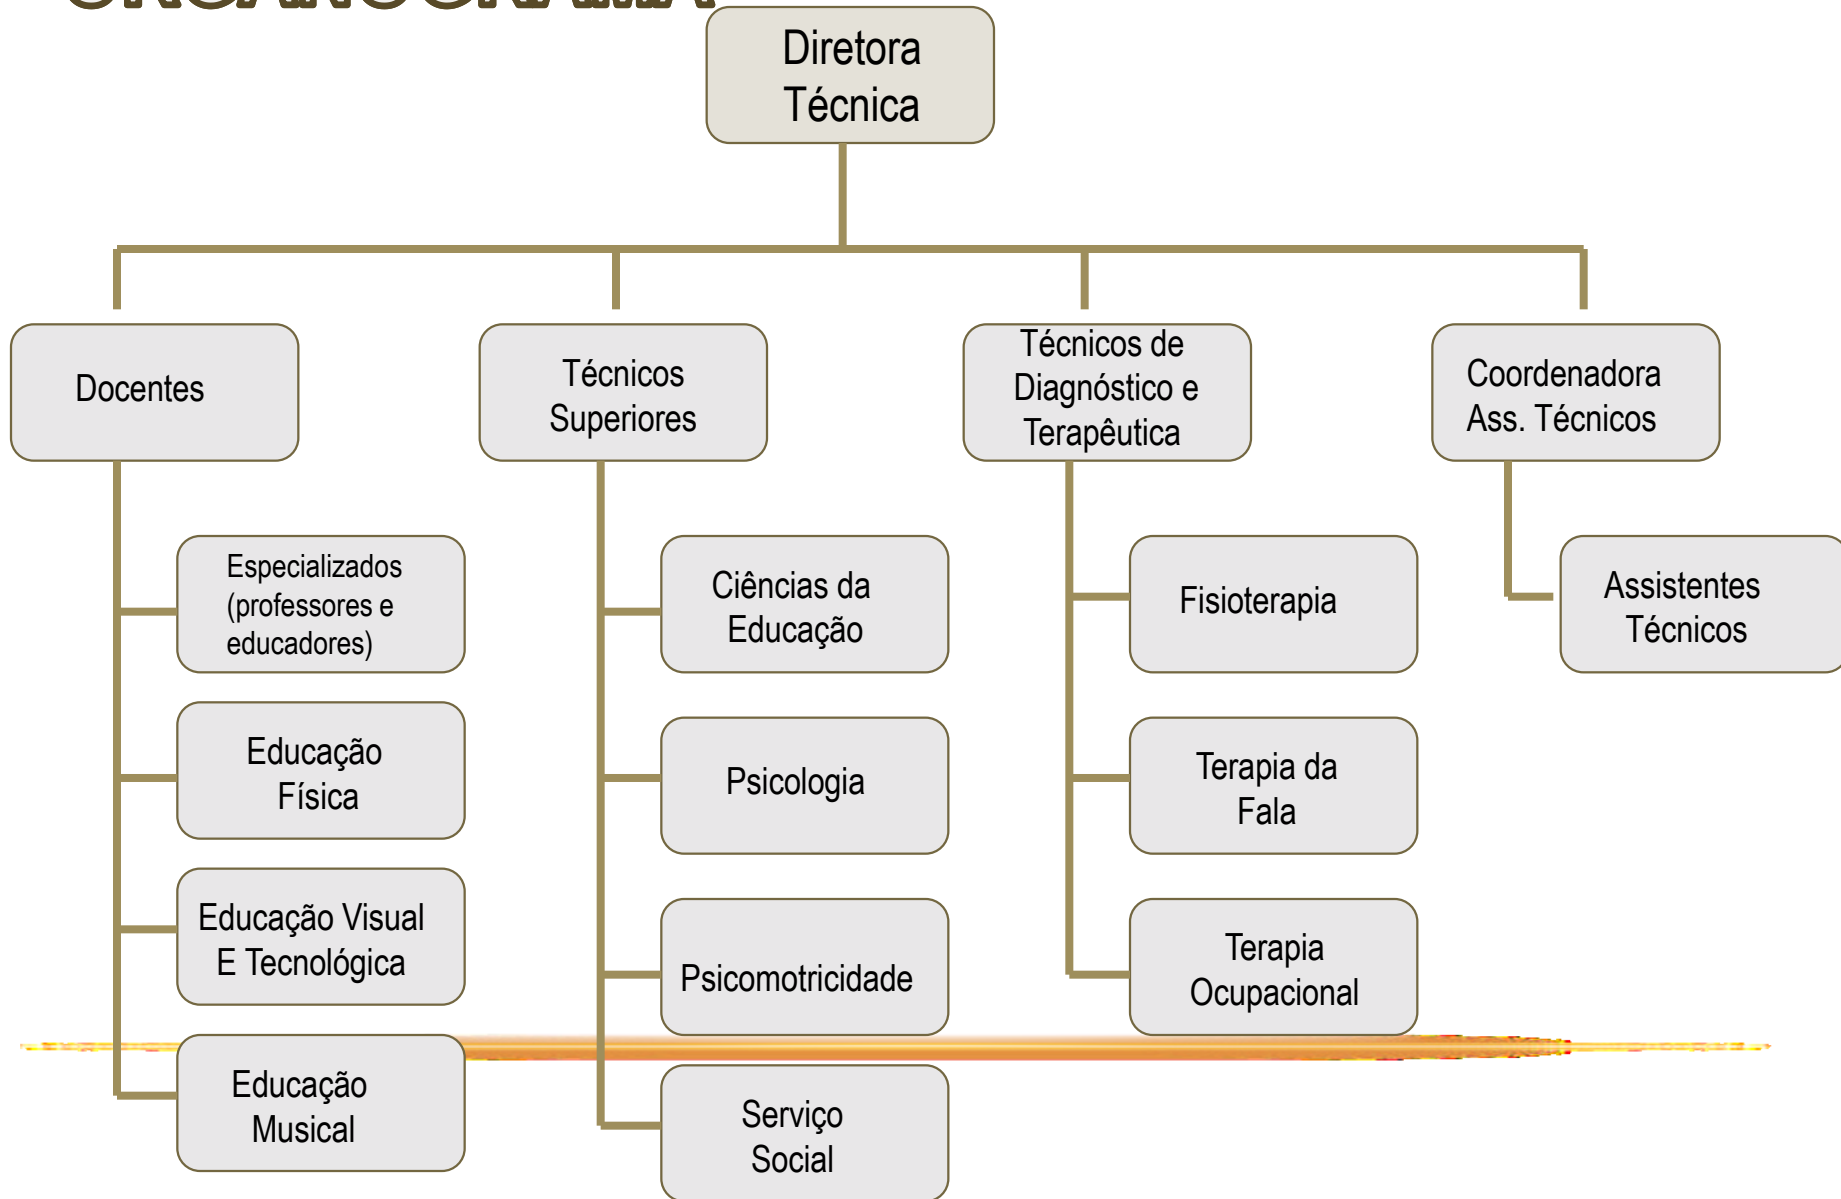 ORGANOGRAMA
Diretora
Técnica
Docentes
Técnicos
Superiores
Técnicos de
Diagnóstico e
Terapêutica
Coordenadora
Ass. Técnicos
Especializados
(professores e
educadores)
Educação
Física
Educação Visual
E Tecnológica
Educação
Musical
Ciências da
Educação
Psicologia
Psicomotricidade
Serviço
Social
Fisioterapia
Terapia da
Fala
Terapia
Ocupacional
Assistentes
Técnicos